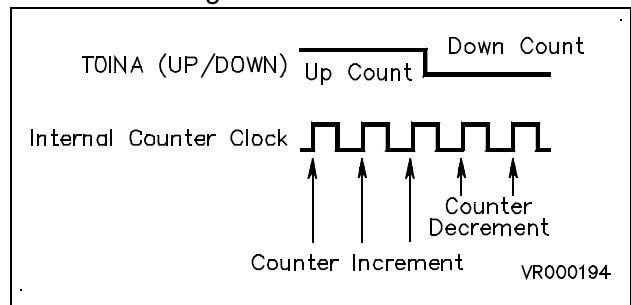 Down Count
TOINA (UP/DOWN)
Up Count
Internal Counter Clock
Counter
Decrement
Counter Increment
VR000194